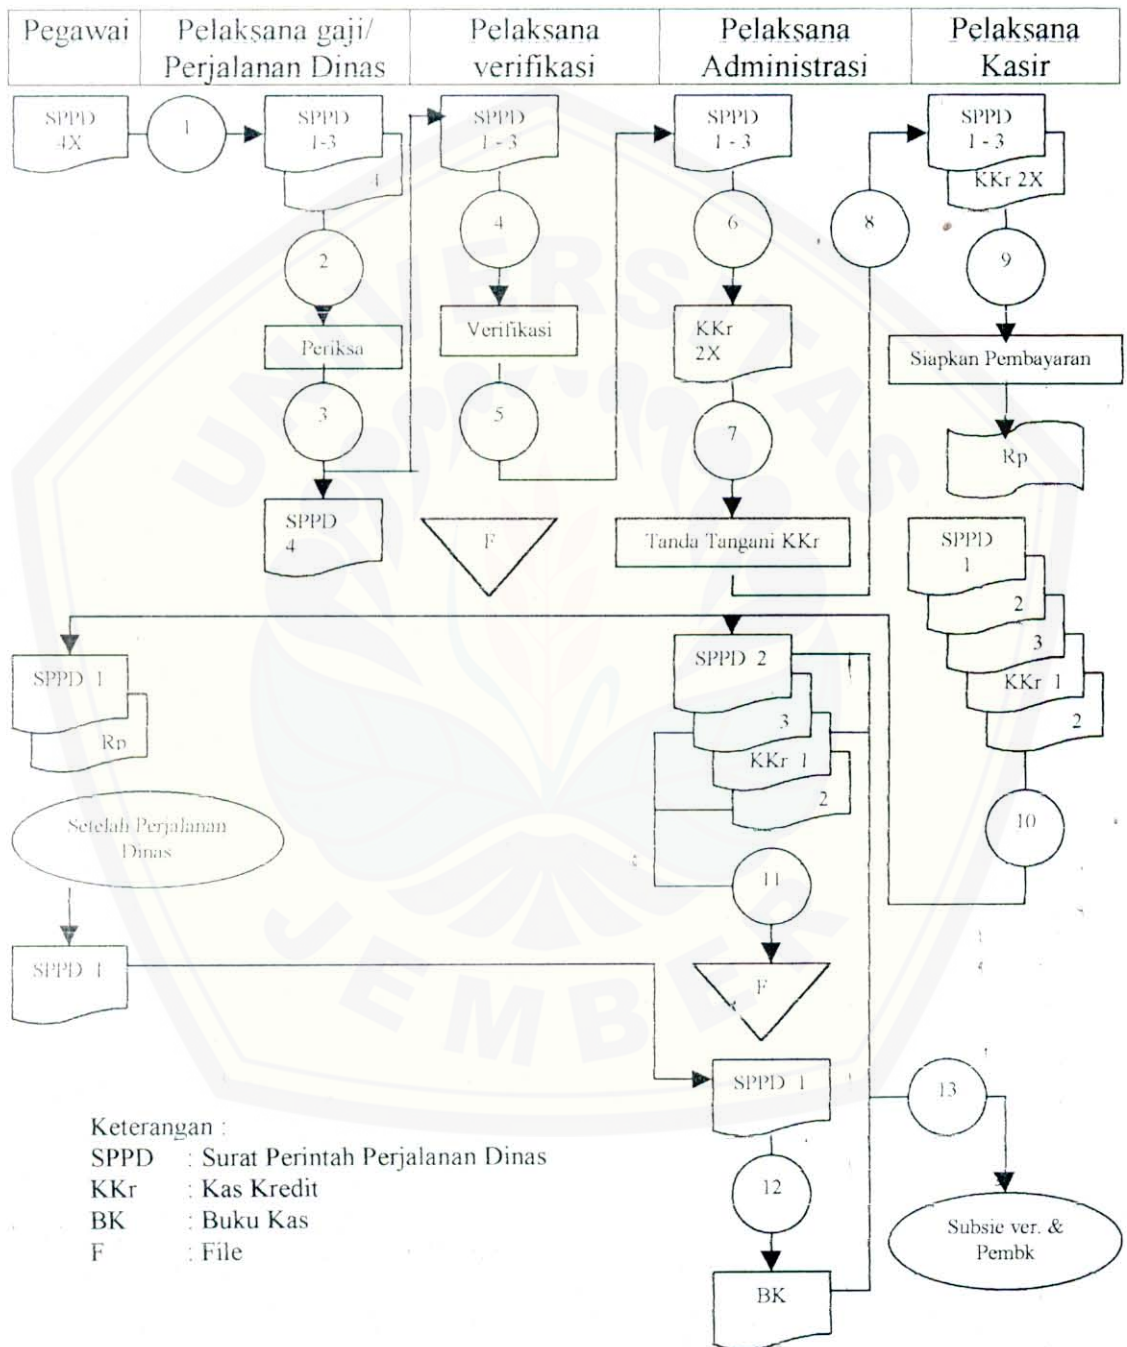 Pegawai
Pelaksana gaji/
Perjalanan Dinas
Pelaksana
verifikasi
Pelaksana
Administrasi
Pelaksana
Kasir
SPPD
4X
1
SPPD
1-3
4
SPPD
1 - 3
SPPD
1 - 3
8
SPPD
1 - 3
KKr 2X
2
4
6
9
Periksa
Verifikasi
KKr
2X
Siapkan Pembayaran
3
5
7
Rp
SPPD
4
F
Tanda Tangani KKr
SPPD
1
2
3
KKr 1
2
SPPD 1
Rp
SPPD 2
3
KKr 1
2
10
Setelah Perjalanan
Dinas
11
SPPD 1
F
SPPD 1
13
12
Subsie ver. &
Pembk
BK
Keterangan :
SPPD : Surat Perintah Perjalanan Dinas
KKr : Kas Kredit
BK : Buku Kas
F : File
UNIVERSITAS
JEMBER